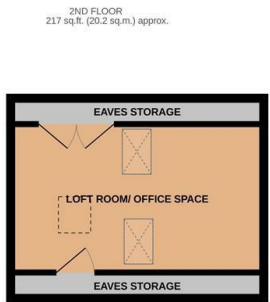 2ND FLOOR
217 sq.ft. (20.2 sq.m.) approx.
EAVES STORAGE
LOFT ROOM/ OFFICE SPACE
EAVES STORAGE